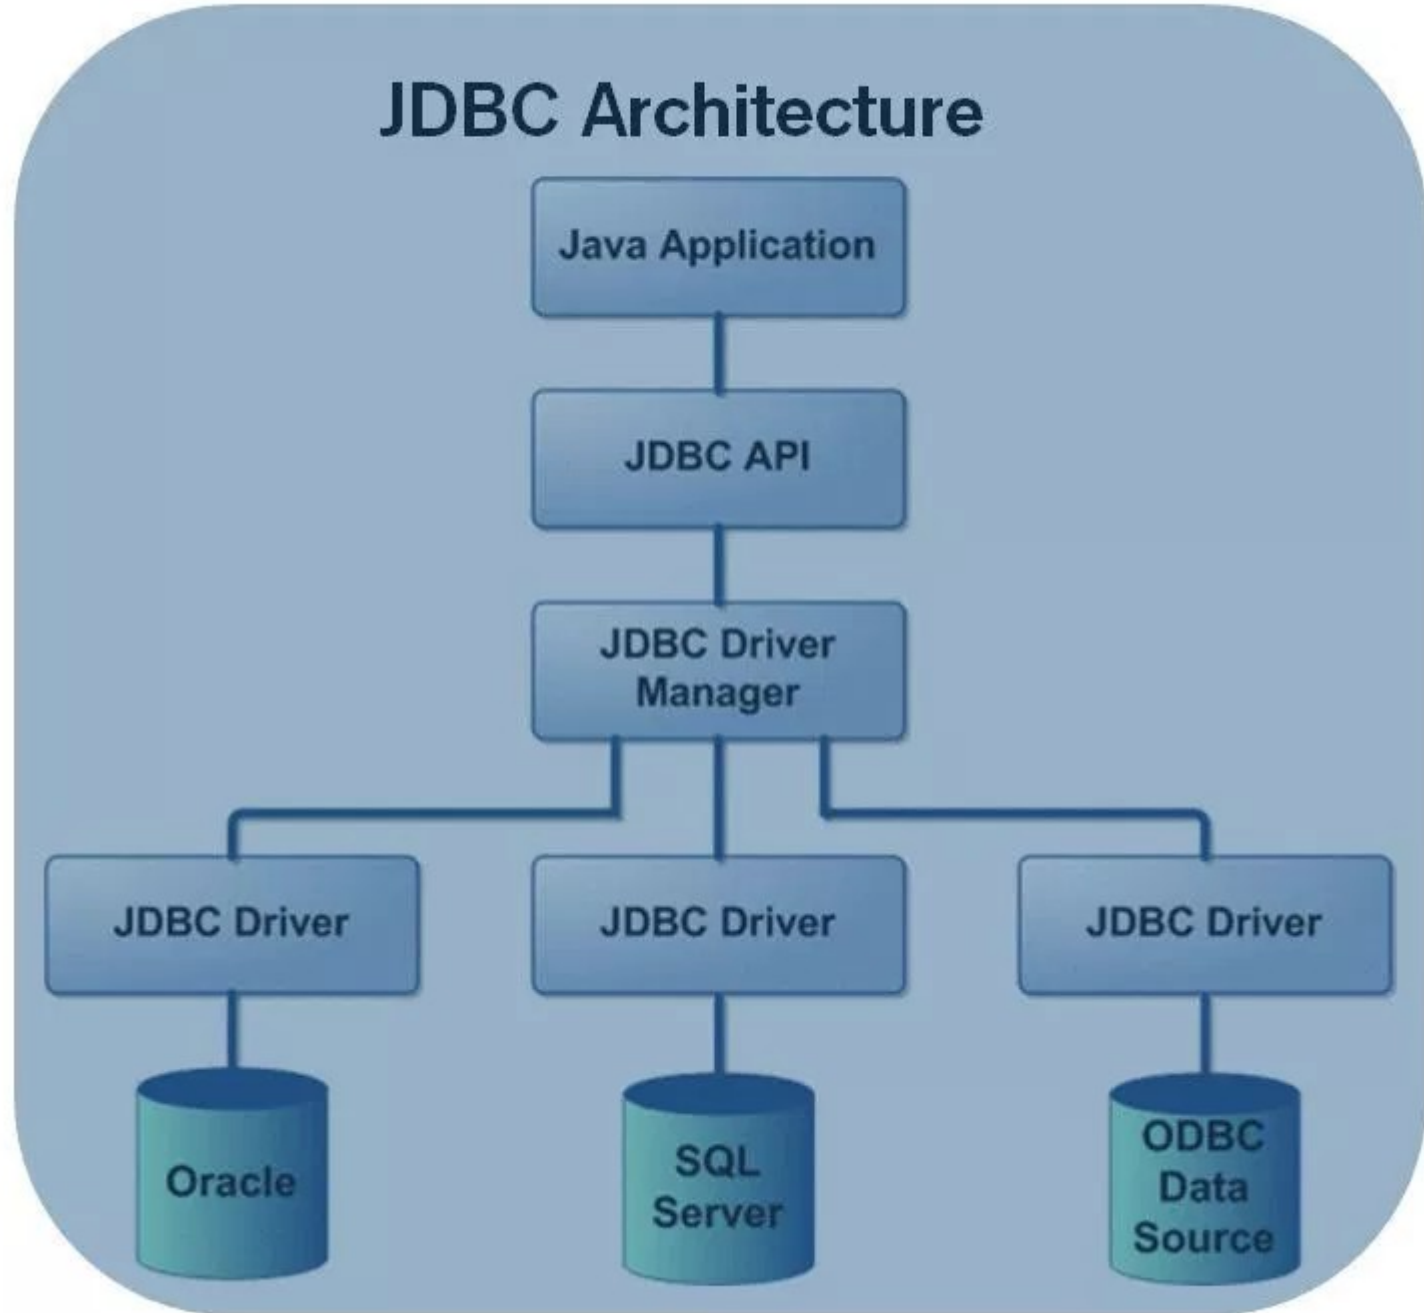 JDBC Architecture
Java Application
JDBC API
JDBC Driver
Manager
JDBC Driver
JDBC Driver
JDBC Driver
Oracle
SQL
Server
ODBC
Data
Source